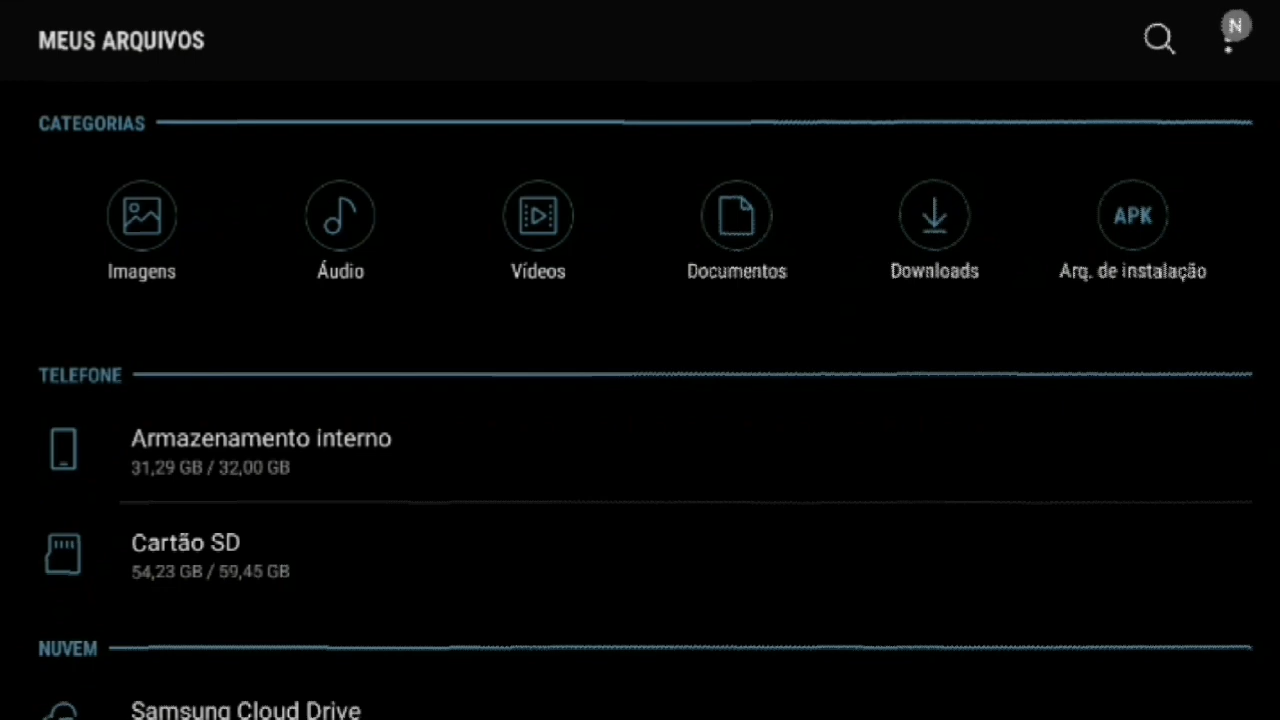 MEUS ARQUIVOS
N
CATEGORIAS
APK
Imagens Áudio Vídeos Documentos Downloads Arq. de instalação
TELEFONE
Armazenamento interno
31,29 GB / 32,00 GB
Cartão SD
54,23 GB / 59,45 GB
NUVEM
Samsung Cloud Drive